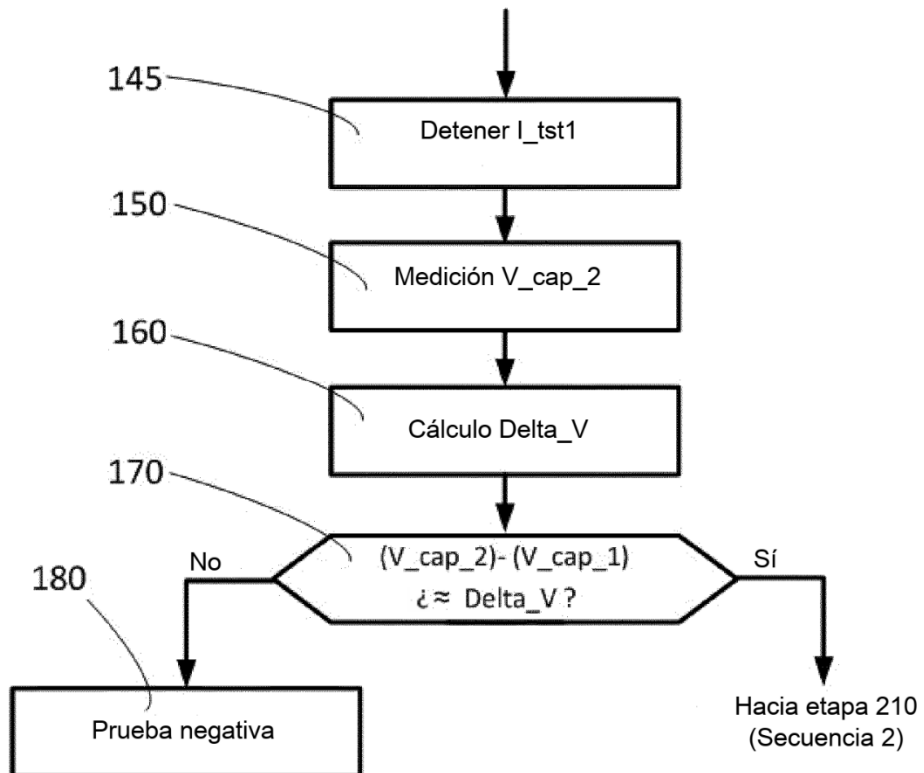 145
Detener I_tst1
150
Medición V_cap_2
160
Cálculo Delta_V
170
(V_cap_2)- (V_cap_1)
¿≈ Delta_V ?
No
Sí
180
Prueba negativa
Hacia etapa 210
(Secuencia 2)